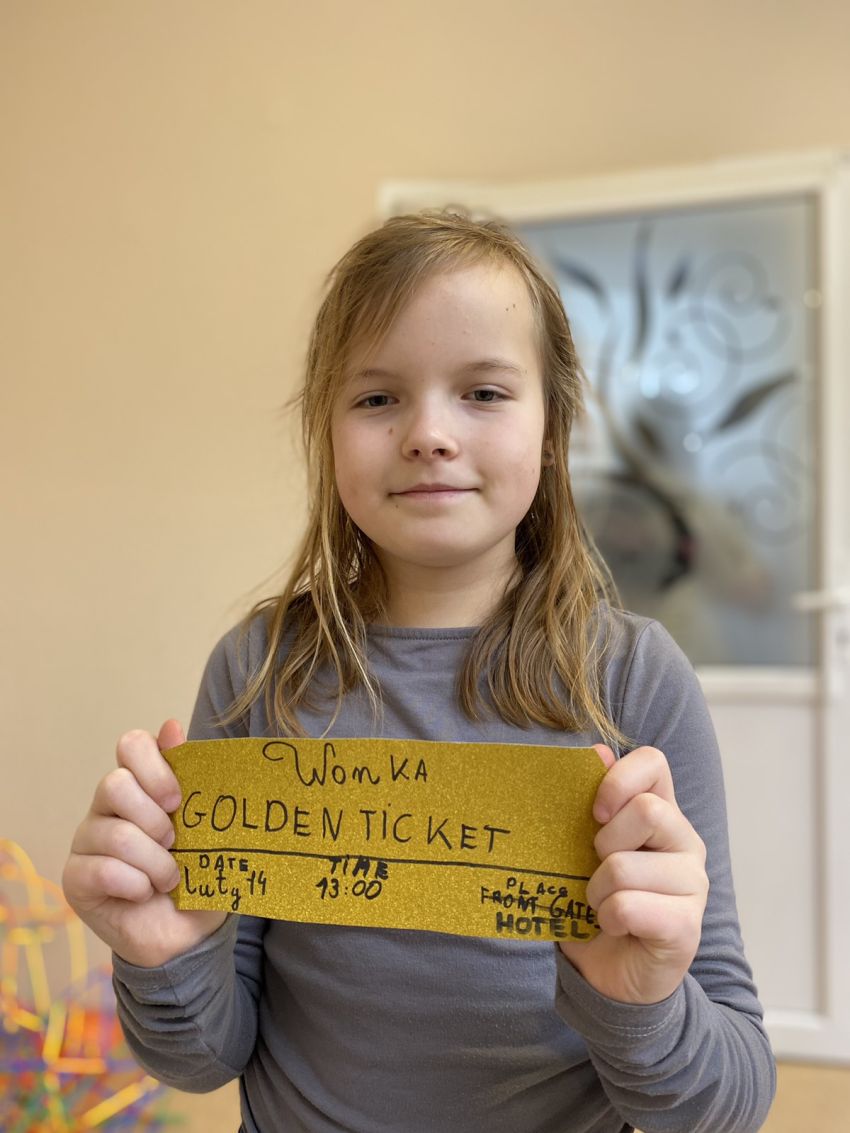 WonKA
GOLDEN TiCKET
DATE TiME PLACE
luty 14 13:00 FRONT GATE
HOTEL